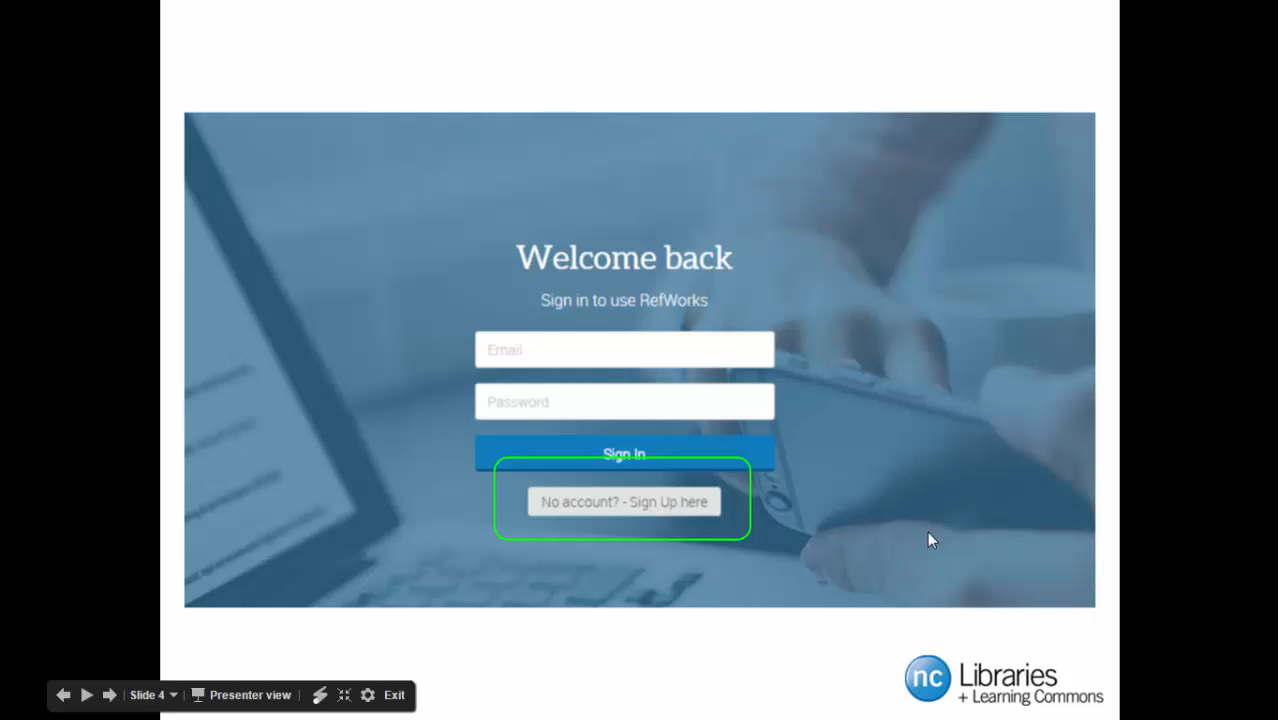 Welcome back
Sign in to use RefWorks
Email
Password
Sign In
No account? - Sign Up here
nc Libraries
+ Learning Commons
Slide 4
Presenter view
Exit